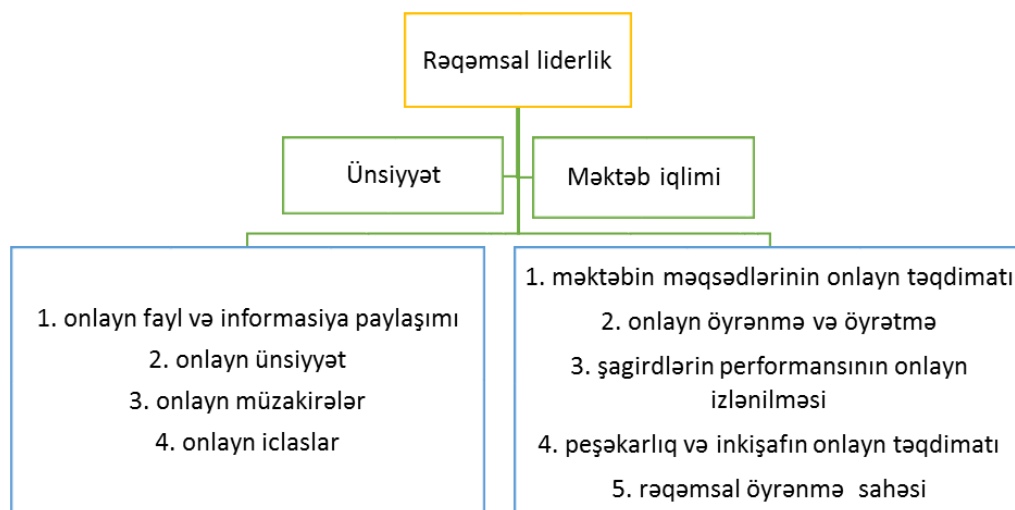 Rəqəmsal liderlik
Ünsiyyət
Məktəb iqlimi
1. onlayn fayl və informasiya paylaşımı
2. onlayn ünsiyyət
3. onlayn müzakirələr
4. onlayn iclaslar
1. məktəbin məqsədlərinin onlayn təqdimatı
2. onlayn öyrənmə və öyrətmə
3. şagirdlərin performansının onlayn
izlənilməsi
4. peşəkarlıq və inkişafın onlayn təqdimatı
5. rəqəmsal öyrənmə sahəsi